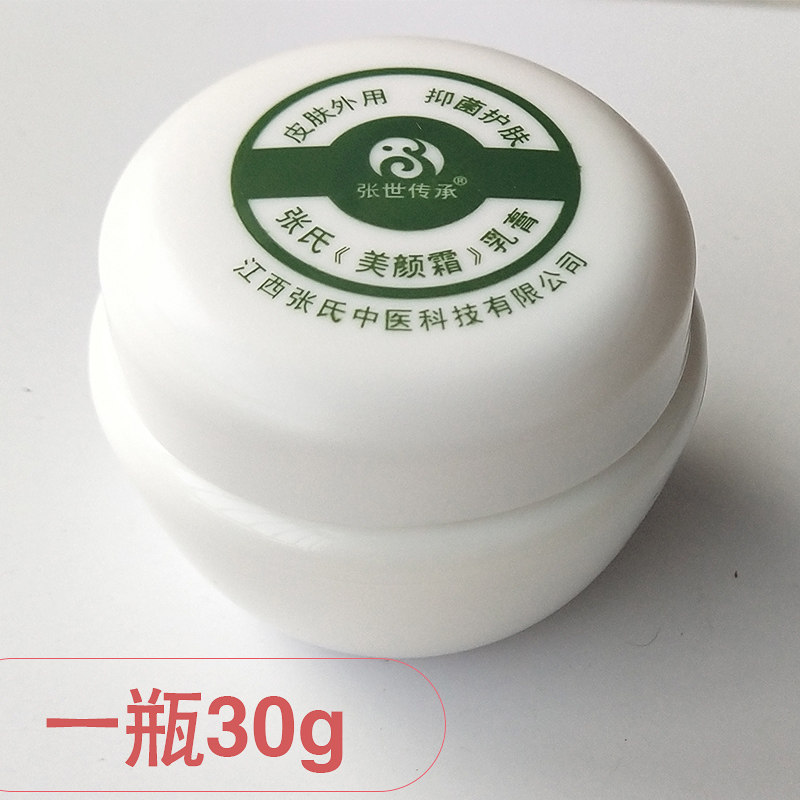 皮肤外用 抑菌护肤
张世传承®
张氏《美颜霜》乳膏
江西张氏中医科技有限公司
一瓶30g